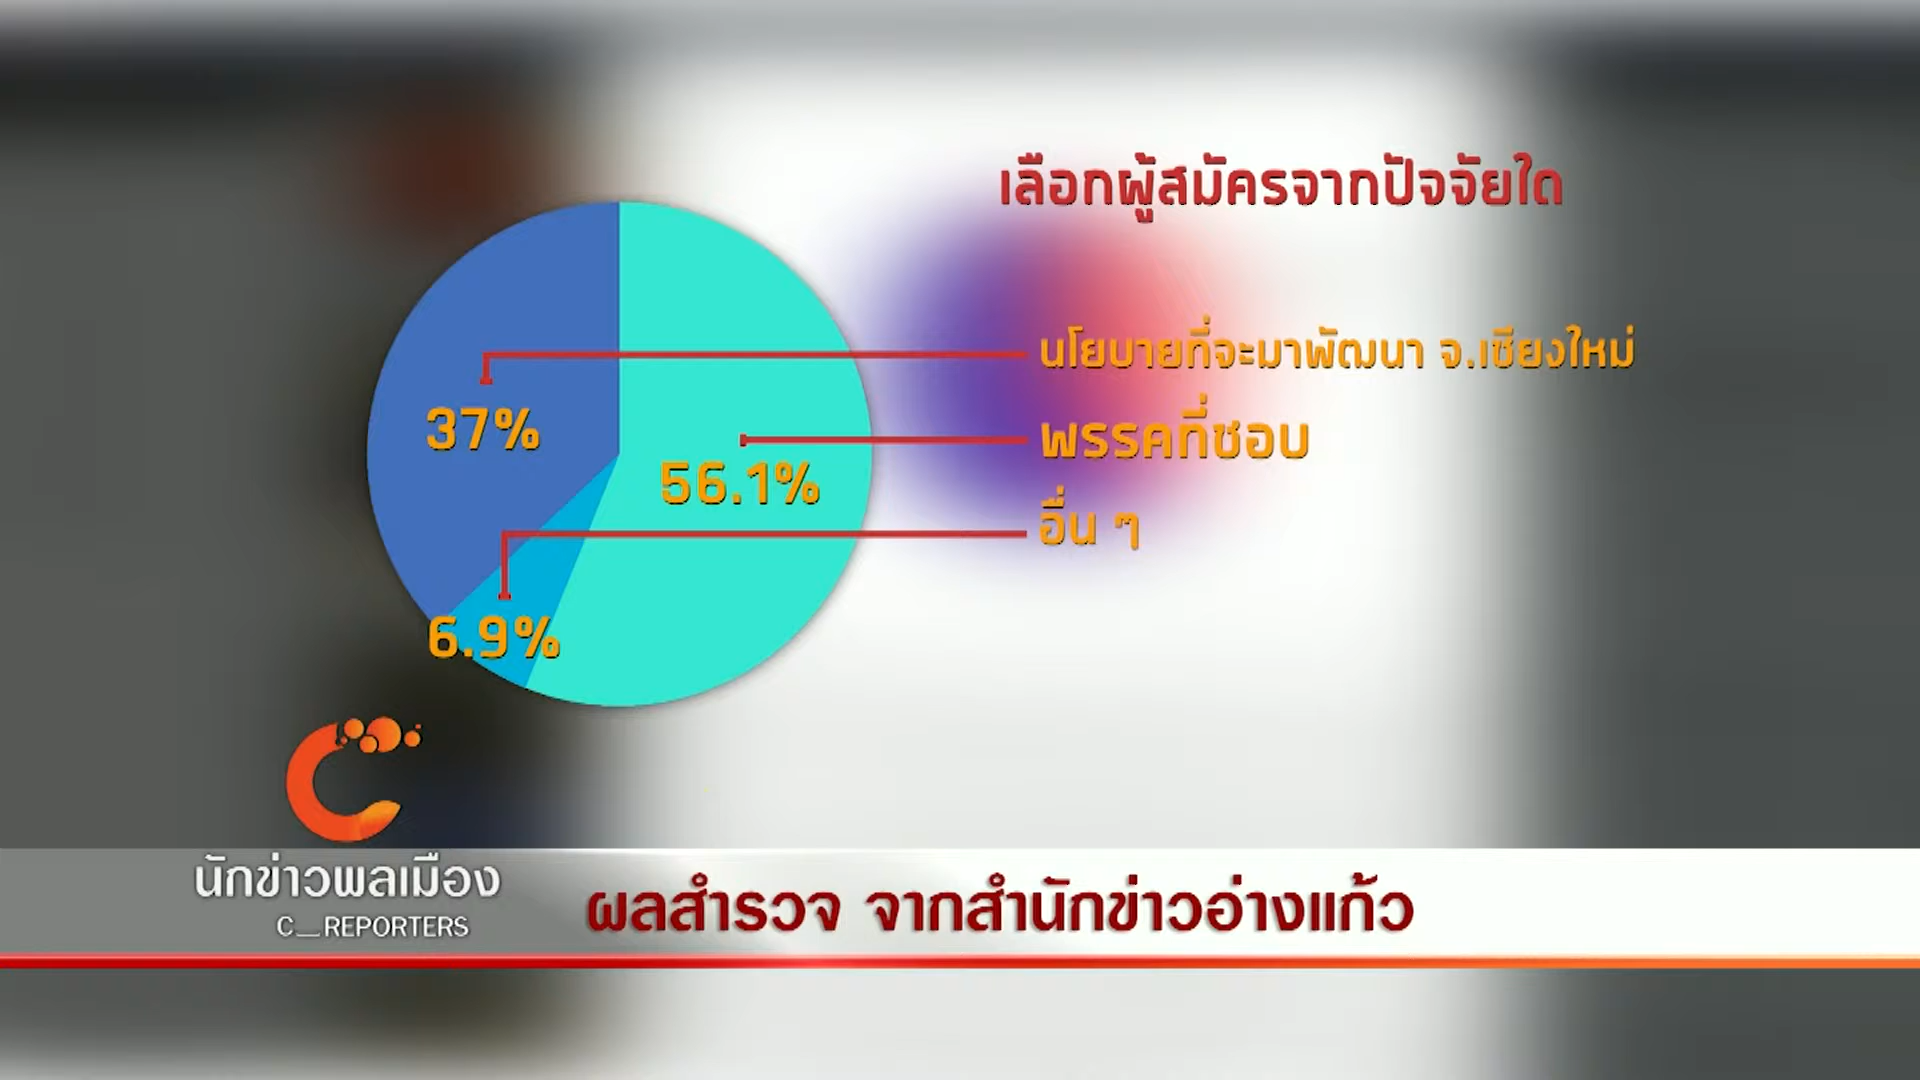 เลือกผู้สมัครจากปัจจัยใด
นโยบายที่จะมาพัฒนา จ.เชียงใหม่
37%
พรรคที่ชอบ
56.1%
อื่น ๆ
6.9%
นักข่าวพลเมือง
C_REPORTERS
ผลสำรวจ จากสำนักข่าวอ่างแก้ว